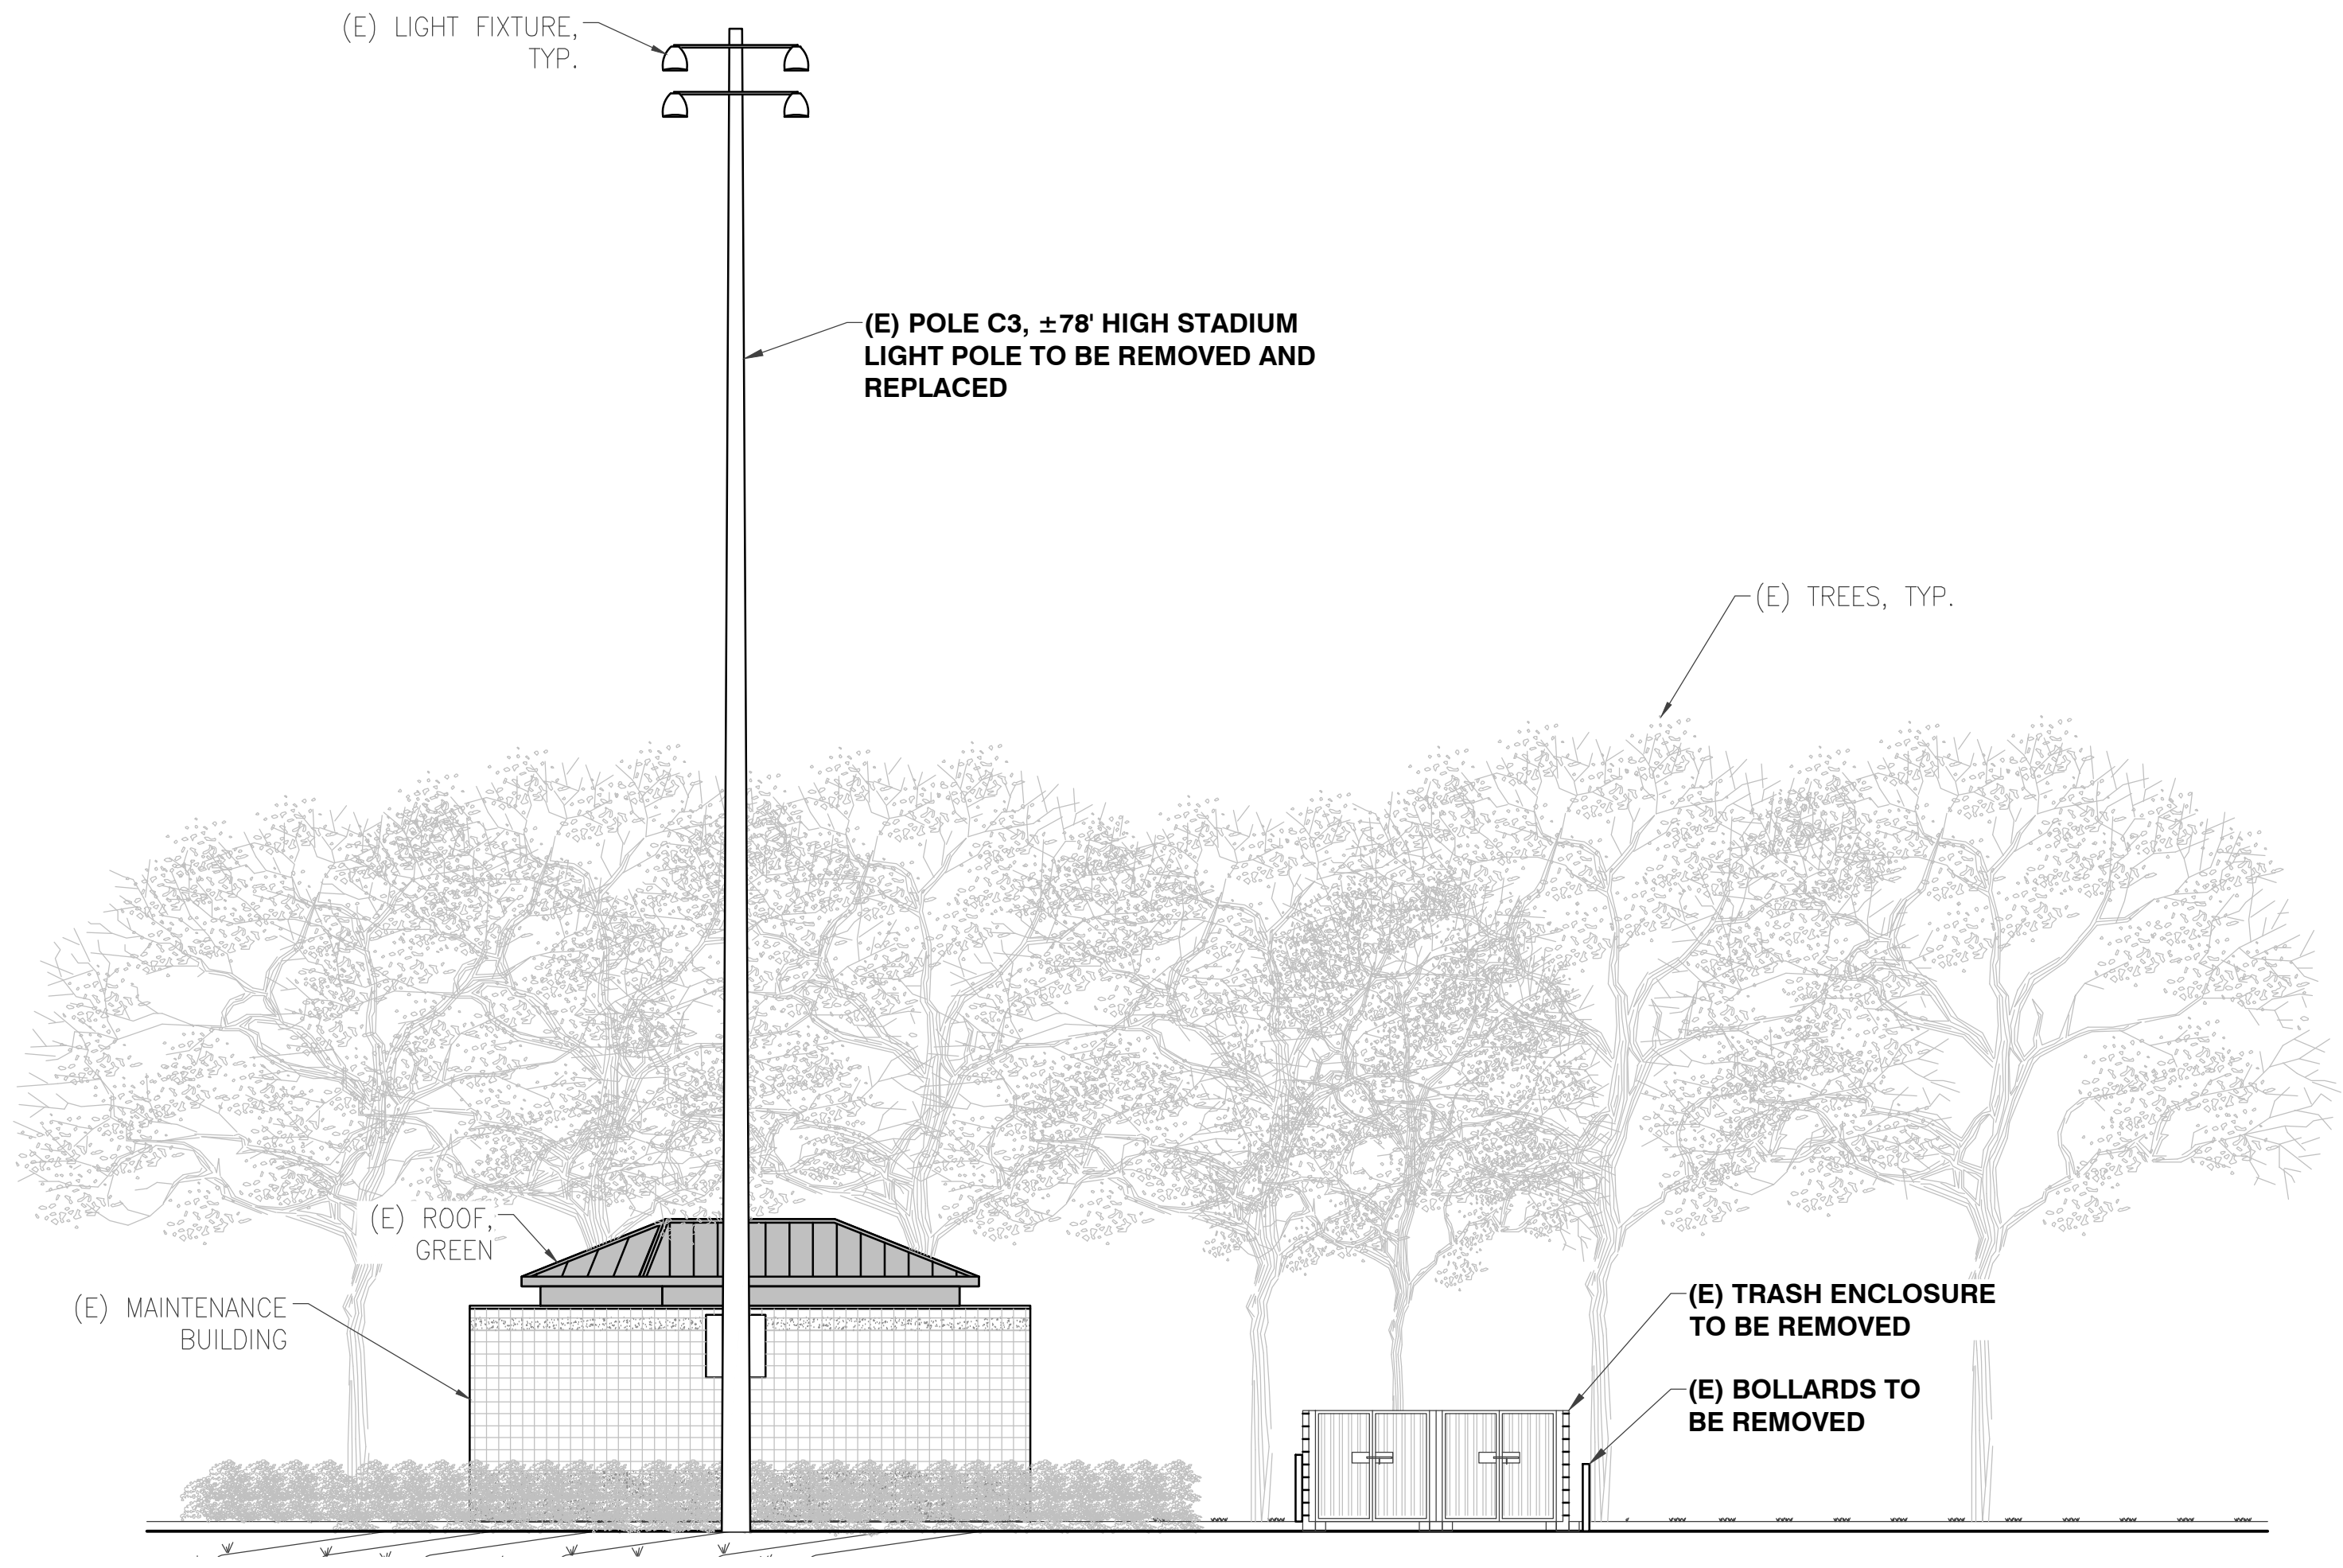 (E) LIGHT FIXTURE,
TYP.
(E) POLE C3, ±78' HIGH STADIUM
LIGHT POLE TO BE REMOVED AND
REPLACED
(E) TREES, TYP.
(E) ROOF,
GREEN
(E) MAINTENANCE
BUILDING
(E) TRASH ENCLOSURE
TO BE REMOVED
(E) BOLLARDS TO
BE REMOVED